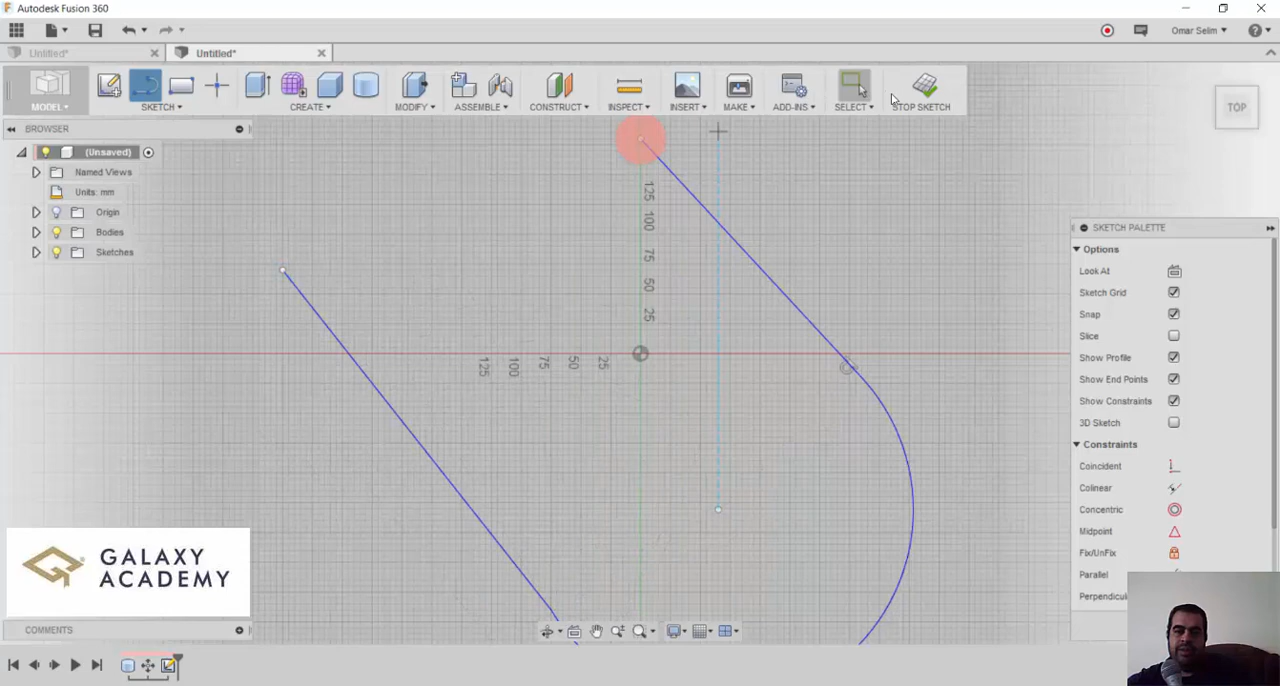 Autodesk Fusion 360
Omar Selim
Untitled*
Untitled*
MODEL
SKETCH
CREATE
MODIFY
ASSEMBLE
CONSTRUCT
INSPECT
INSERT
MAKE
ADD-INS
SELECT
STOP SKETCH
TOP
BROWSER
(Unsaved)
Named Views
Units: mm
Origin
Bodies
Sketches
125
100
75
50
25
125
100
75
50
25
SKETCH PALETTE
Options
Look At
Sketch Grid
Snap
Slice
Show Profile
Show End Points
Show Constraints
3D Sketch
Constraints
Coincident
Colinear
Concentric
Midpoint
Fix/UnFix
Parallel
Perpendicul
GALAXY
ACADEMY
COMMENTS